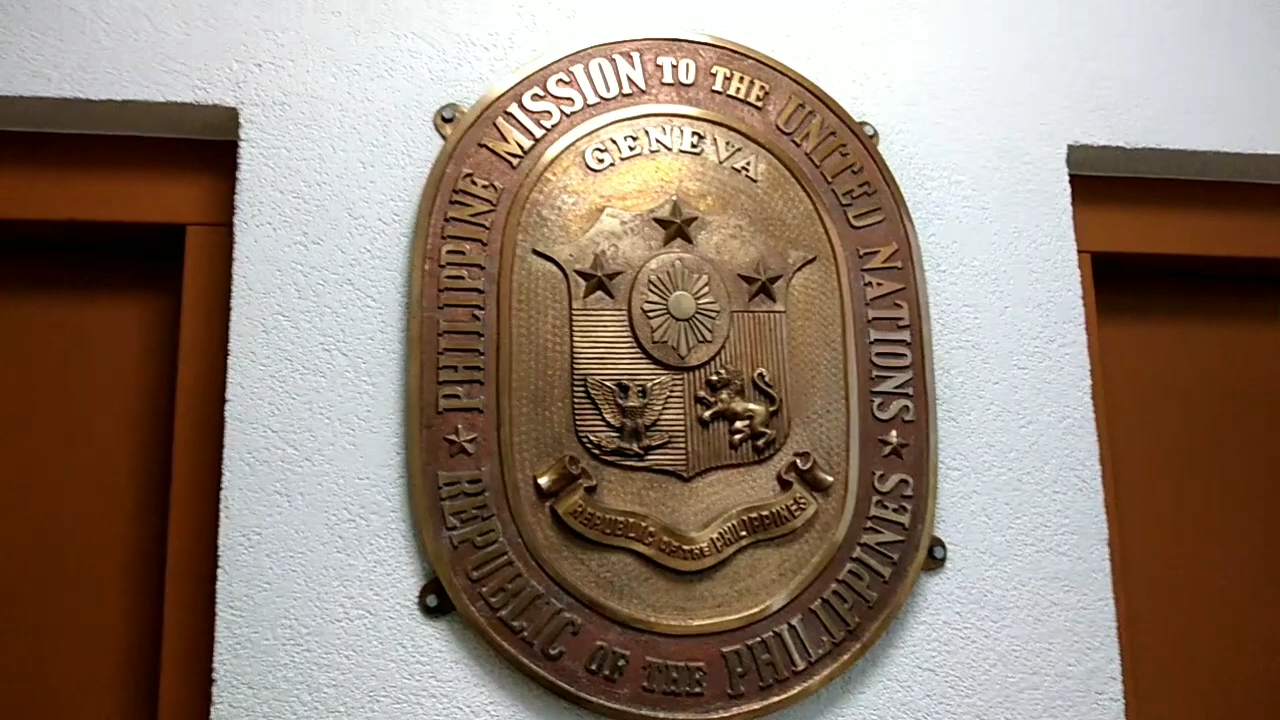 PHILIPPINE MISSION TO THE UNITED NATIONS
GENEVA
REPUBLIC OF THE PHILIPPINES
REPUBLIC OF THE PHILIPPINES